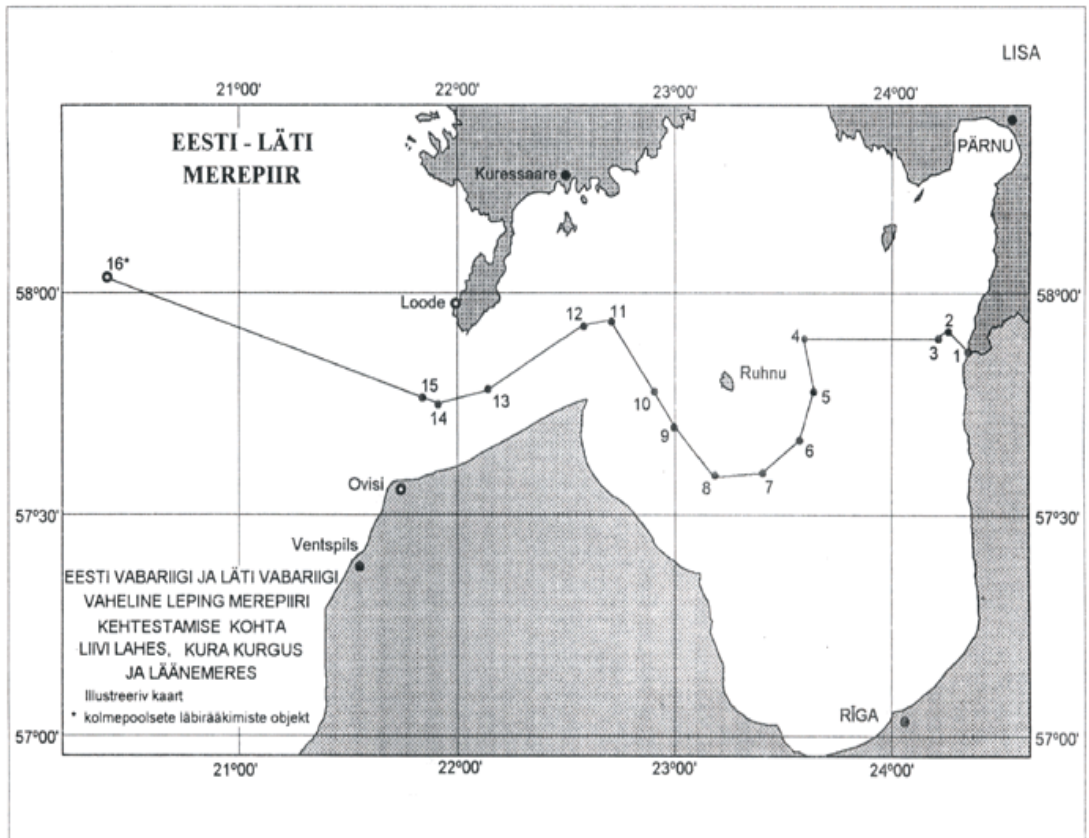 LISA
21°00' 22°00' 23°00' 24°00'
EESTI - LÄTI
MEREPIIR
PÄRNU
Kuressaare
16*
58°00' 58°00'
Loode
12 11
2
4 3 1
Ruhnu
15
14 13
10 5
9 6
8 7
Ovisi
57°30' 57°30'
Ventspils
EESTI VABARIIGI JA LÄTI VABARIIGI
VAHELINE LEPING MEREPIIRI
KEHTESTAMISE KOHTA
LIIVI LAHES, KURA KURGUS
JA LÄÄNEMERES
Illustreeriv kaart
* kolmepoolsete läbirääkimiste objekt
RĪGA
57°00' 57°00'
21°00' 22°00' 23°00' 24°00'